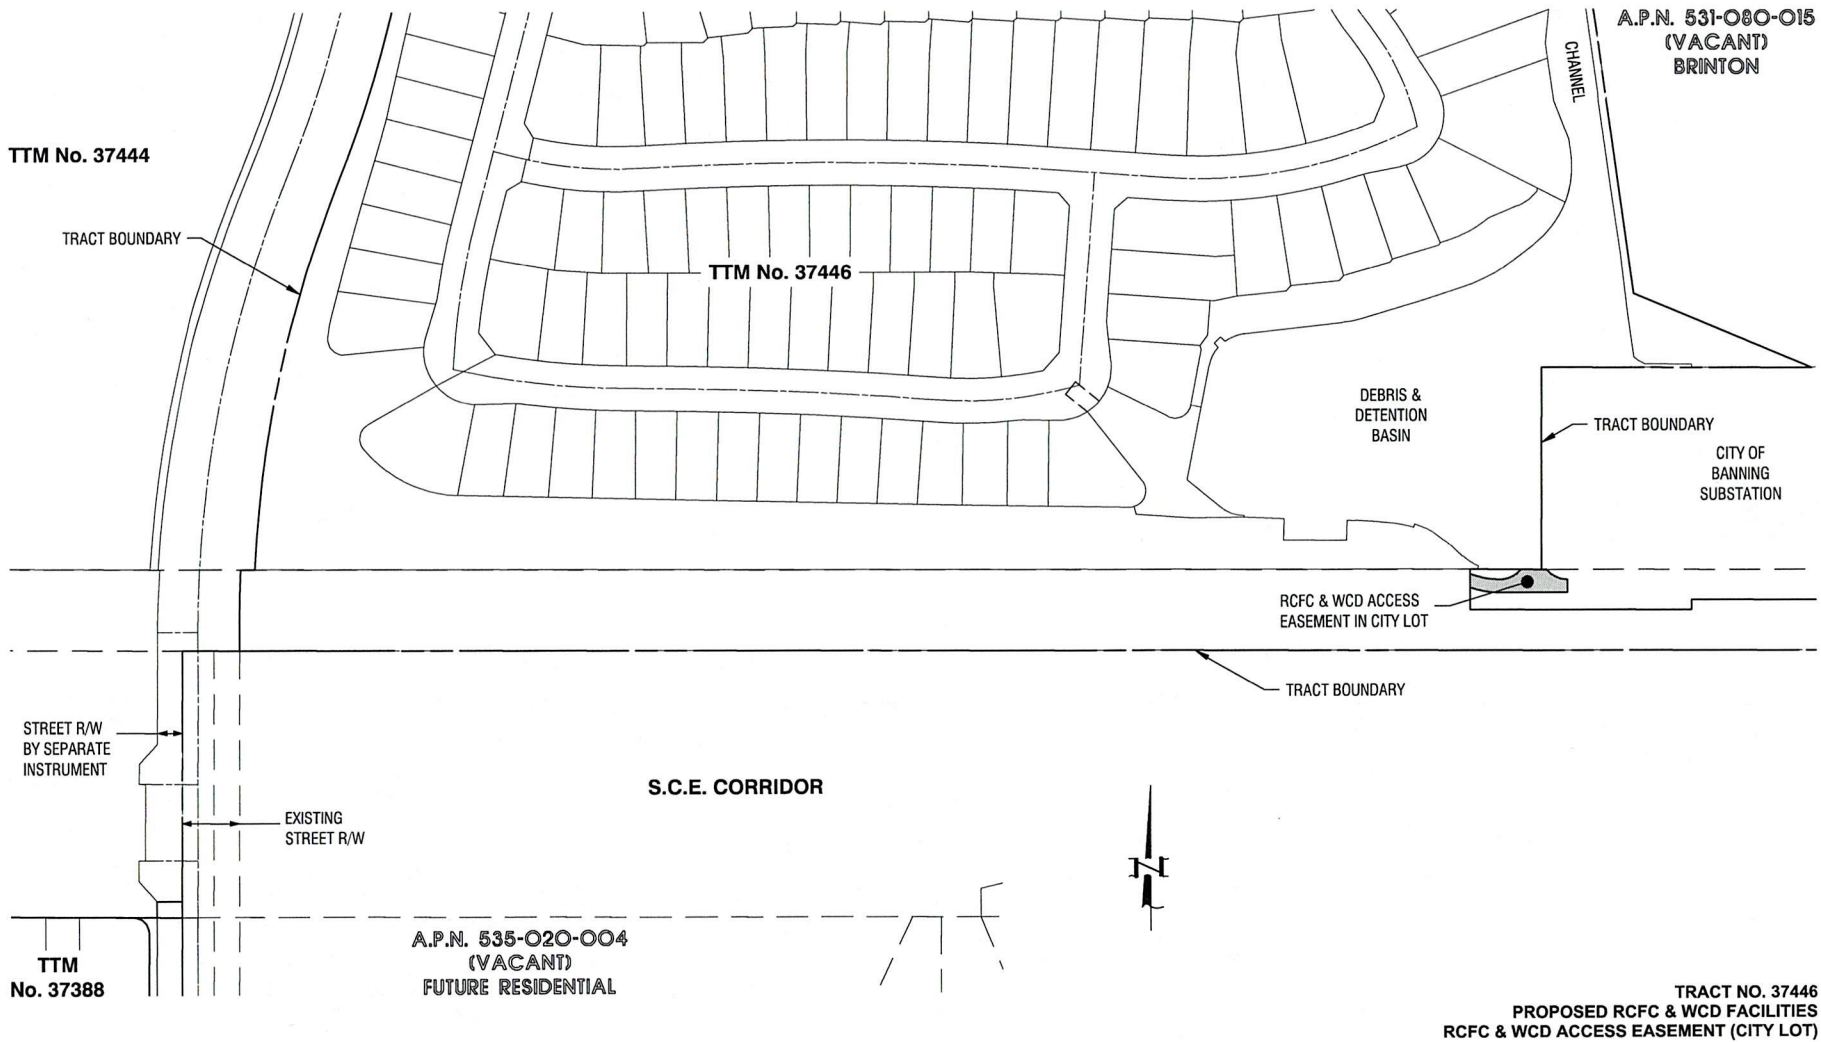 A.P.N. 531-080-015
(VACANT)
BRINTON
CHANNEL
TTM No. 37444
TRACT BOUNDARY
TTM No. 37446
DEBRIS &
DETENTION
BASIN
TRACT BOUNDARY
CITY OF
BANNING
SUBSTATION
RCFC & WCD ACCESS
EASEMENT IN CITY LOT
TRACT BOUNDARY
STREET R/W
BY SEPARATE
INSTRUMENT
S.C.E. CORRIDOR
EXISTING
STREET R/W
N
A.P.N. 535-020-004
(VACANT)
FUTURE RESIDENTIAL
TTM
No. 37388
TRACT NO. 37446
PROPOSED RCFC & WCD FACILITIES
RCFC & WCD ACCESS EASEMENT (CITY LOT)